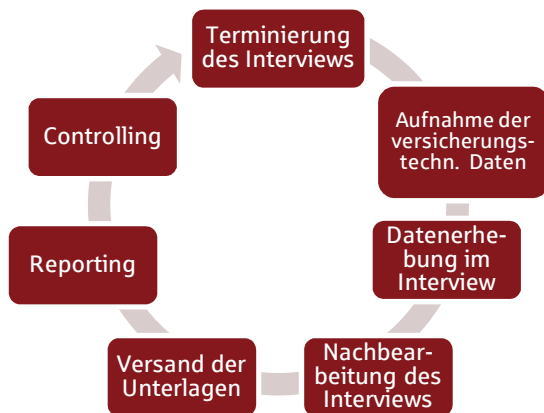 Terminierung
des Interviews
Aufnahme der
versicherungs-
techn. Daten
Datenerhe-
bung im
Interview
Nachbear-
beitung des
Interviews
Versand der
Unterlagen
Reporting
Controlling